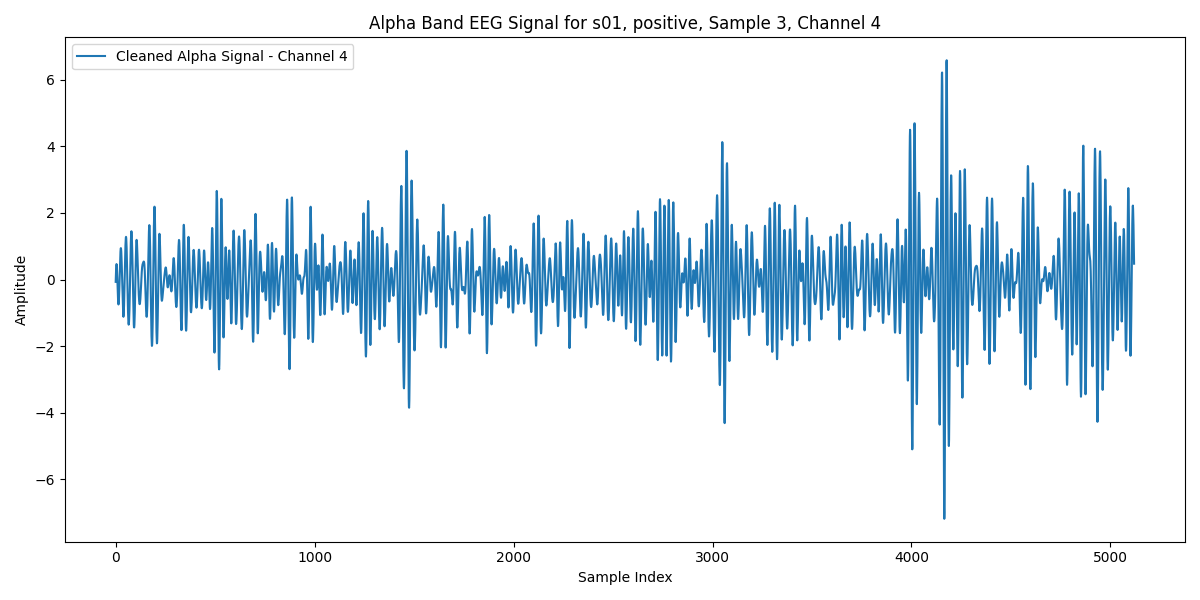 Alpha Band EEG Signal for s01, positive, Sample 3, Channel 4
Cleaned Alpha Signal - Channel 4
Amplitude
6
4
2
0
−2
−4
−6
0 1000 2000 3000 4000 5000
Sample Index